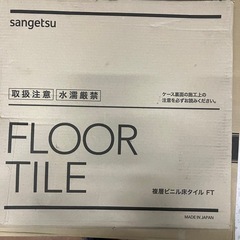 sangetsu
取扱注意 水濡厳禁
ケース裏面の施工上の
注意を必ずお読みください。
FLOOR
TILE
複層ビニル床タイル FT
MADE IN JAPAN